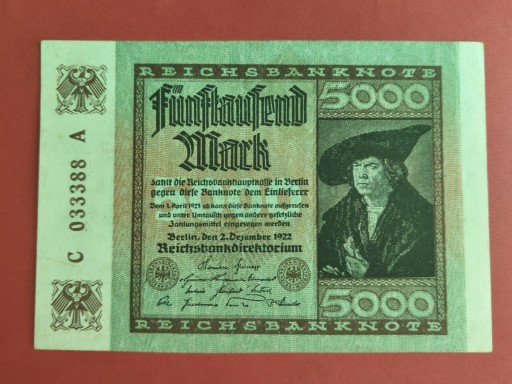 REICHSBANKNOTE
5000
Fünftausend
Mark
zahlt die Reichsbankhauptkasse in Berlin
gegen diese Banknote dem Einlieferer
Vom 1. April 1923 ab kann diese Banknote aufgerufen
und unter Umtausch gegen andere gesetzliche
Zahlungsmittel eingezogen werden
Berlin, den 2. Dezember 1922
Reichsbankdirektorium
5000
REICHSBANKNOTE
C 033388 A